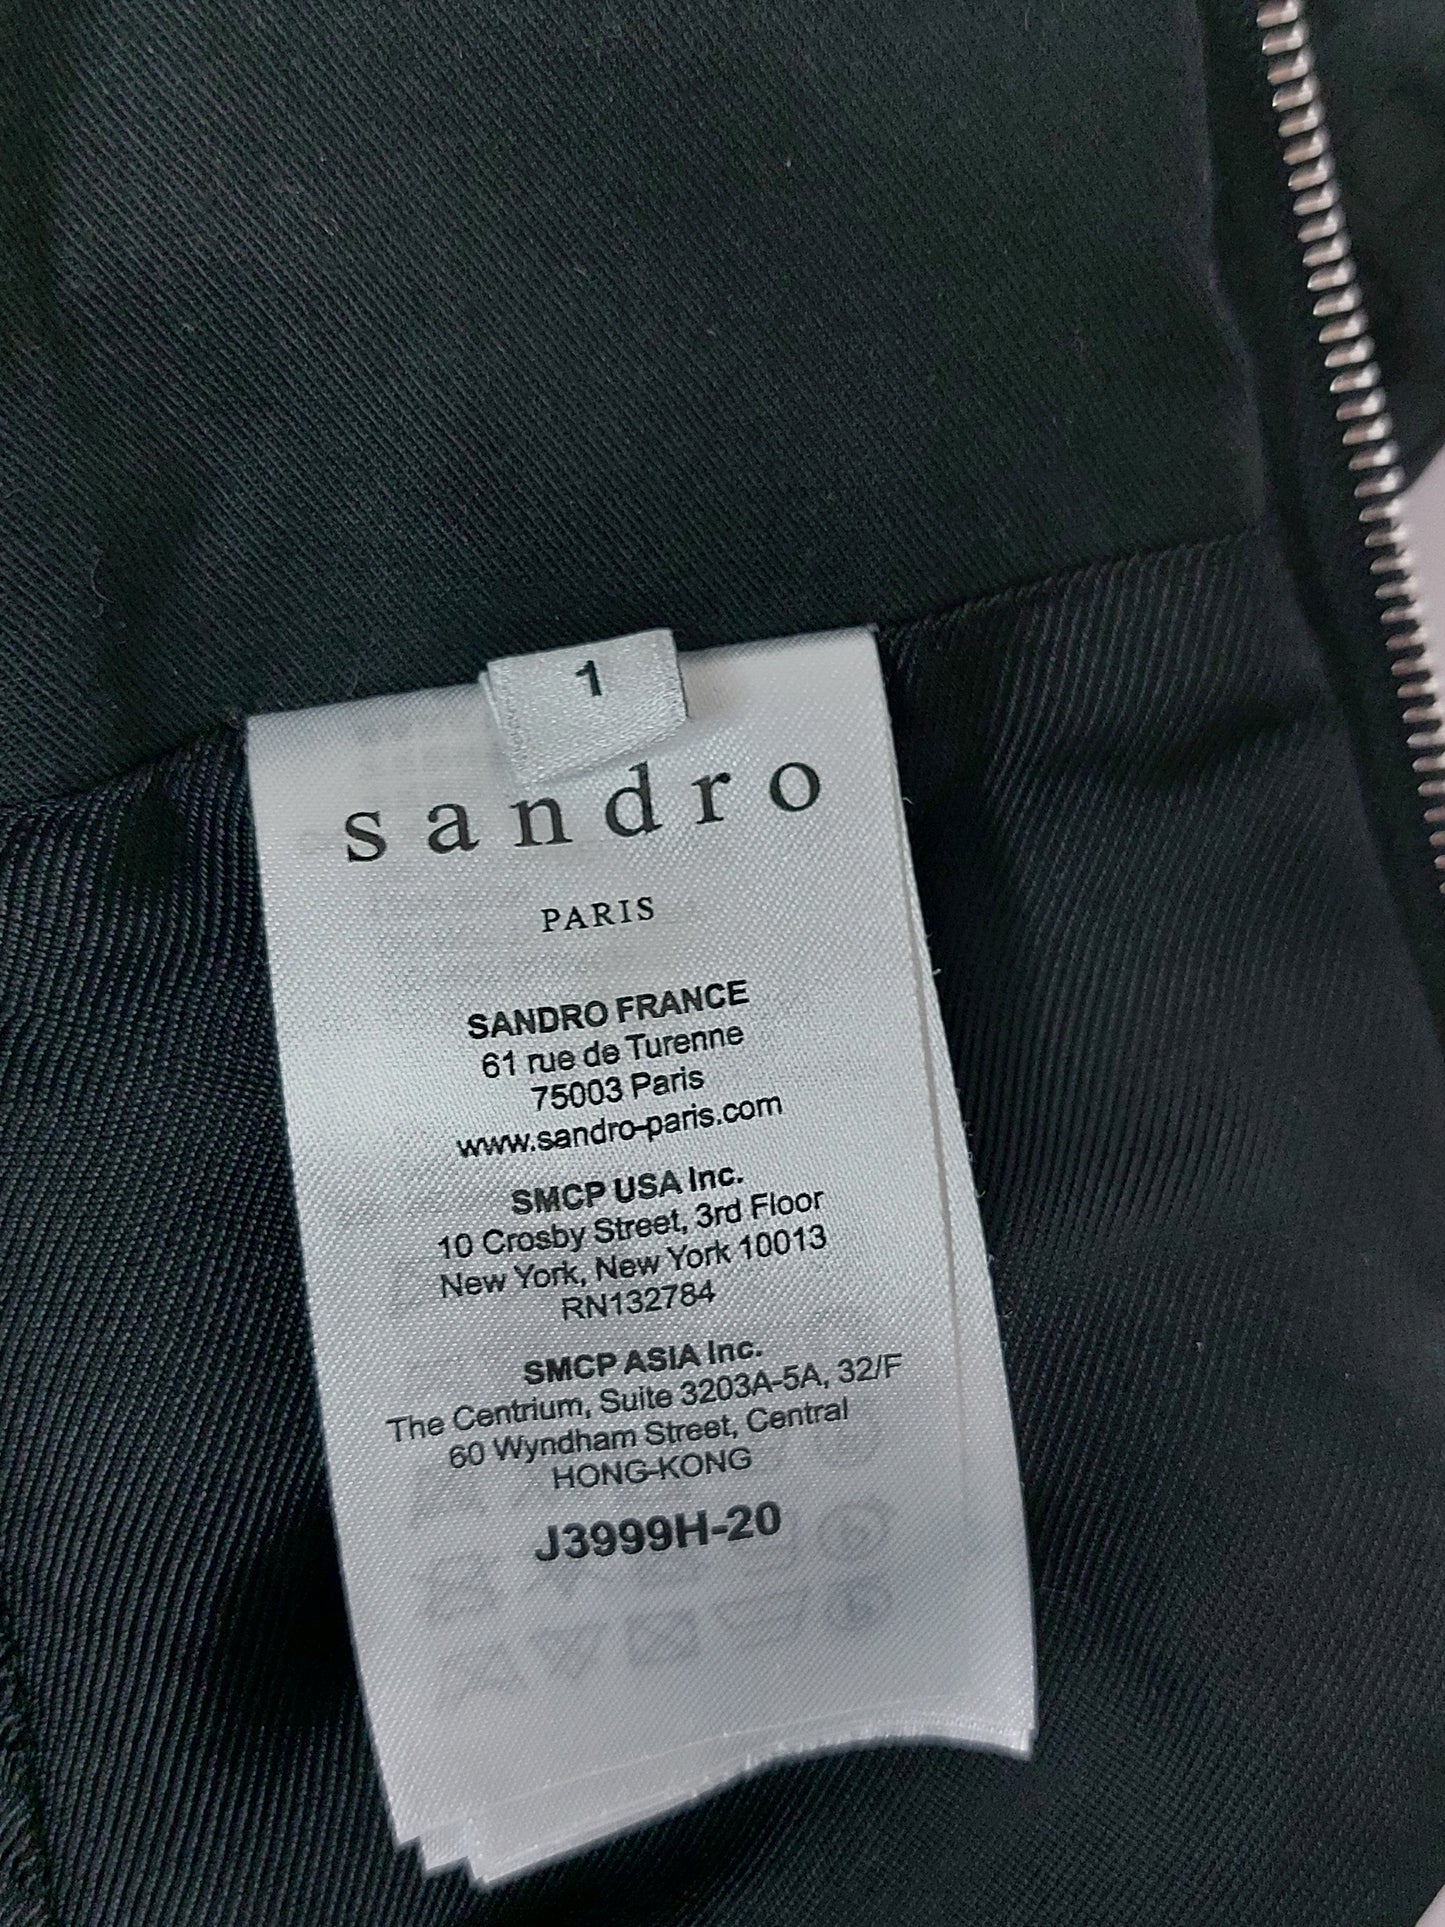 1
sandro
PARIS
SANDRO FRANCE
61 rue de Turenne
75003 Paris
www.sandro-paris.com
SMCP USA Inc.
10 Crosby Street, 3rd Floor
New York, New York 10013
RN132784
SMCP ASIA Inc.
The Centrium, Suite 3203A-5A, 32/F
60 Wyndham Street, Central
HONG-KONG
J3999H-20